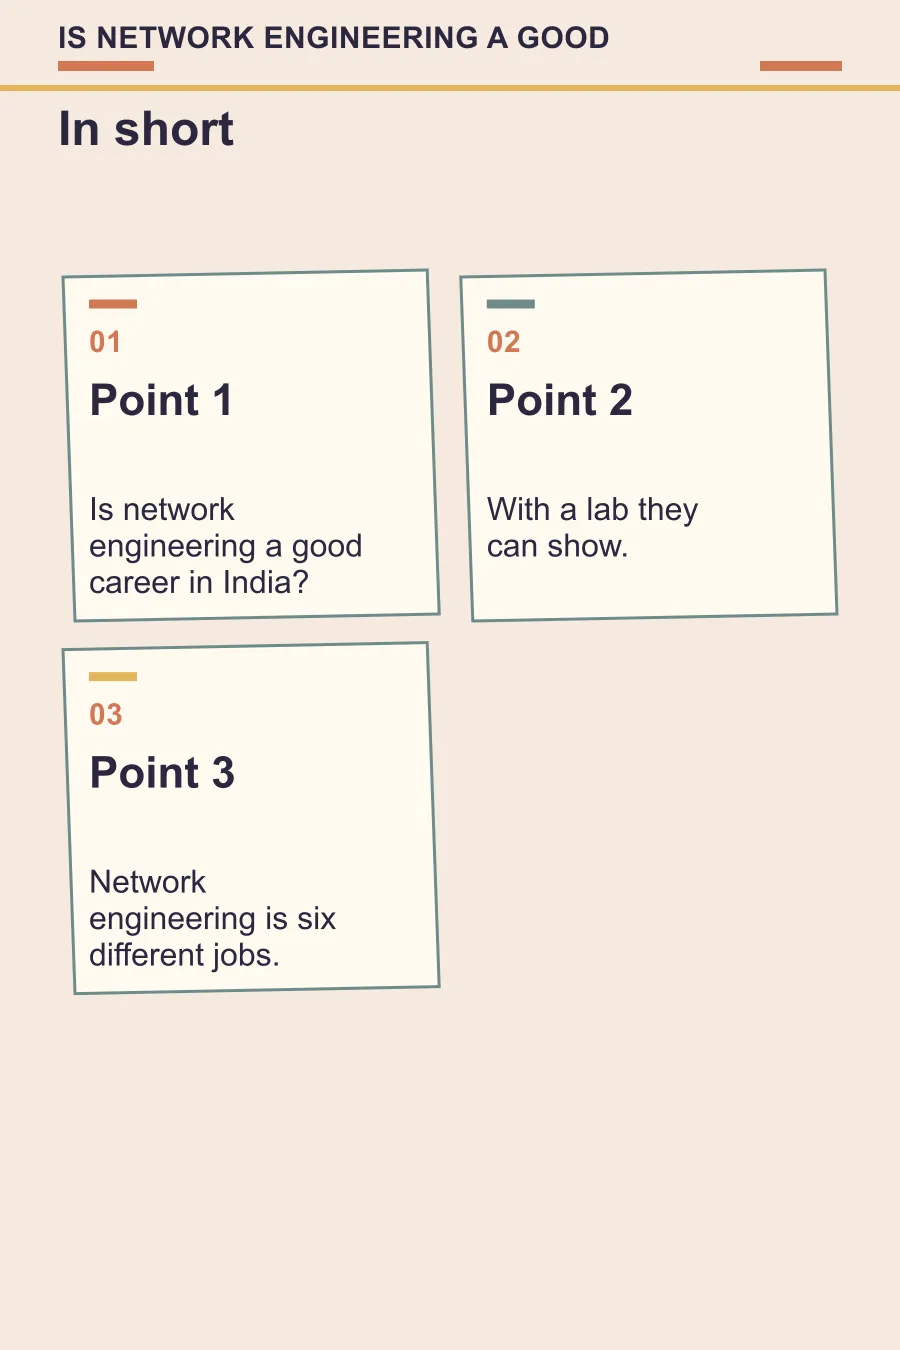 IS NETWORK ENGINEERING A GOOD
In short
01
Point 1
Is network
engineering a good
career in India?
02
Point 2
With a lab they
can show.
03
Point 3
Network
engineering is six
different jobs.